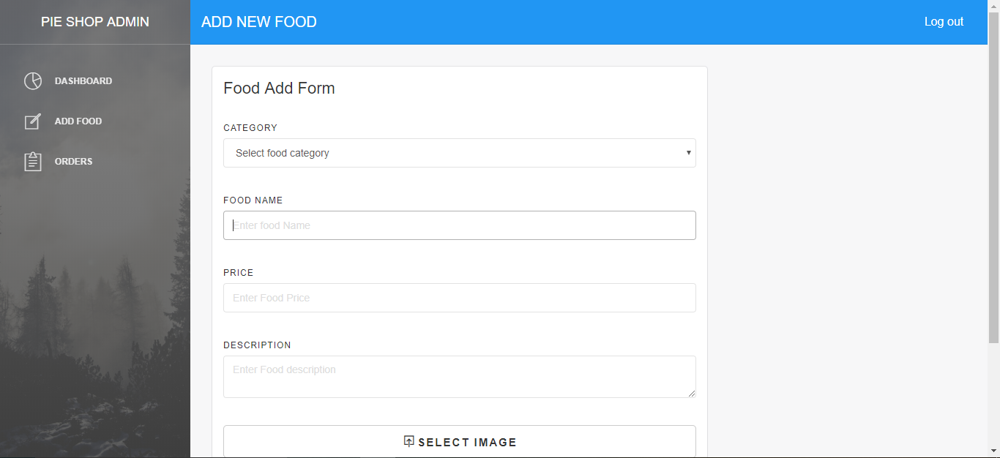 PIE SHOP ADMIN
ADD NEW FOOD
Log out
DASHBOARD
ADD FOOD
ORDERS
Food Add Form
CATEGORY
Select food category
FOOD NAME
Enter food Name
PRICE
Enter Food Price
DESCRIPTION
Enter Food description
SELECT IMAGE